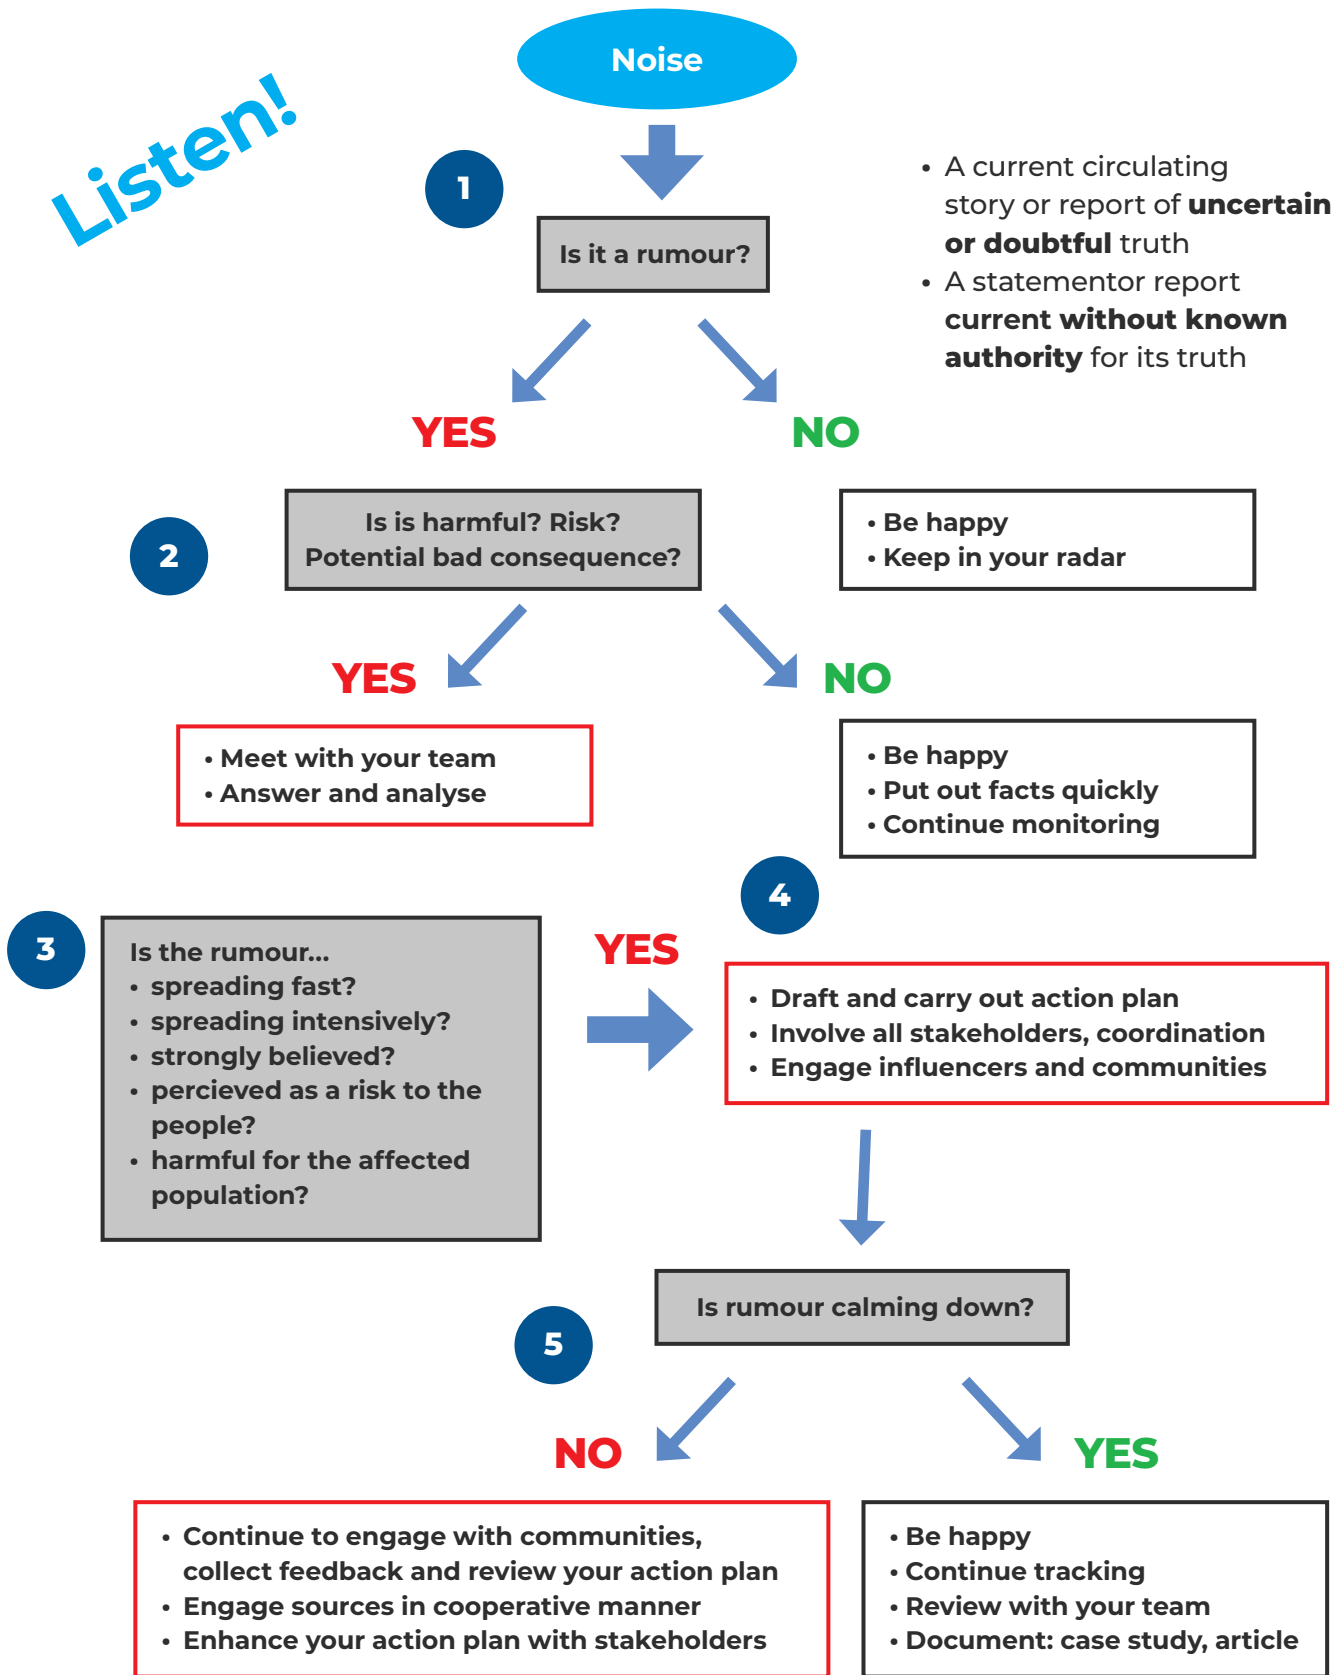 Noise
Listen!
1
Is it a rumour?
• A current circulating
story or report of uncertain
or doubtful truth
• A statementor report
current without known
authority for its truth
YES
NO
2
Is is harmful? Risk?
Potential bad consequence?
• Be happy
• Keep in your radar
YES
NO
• Meet with your team
• Answer and analyse
• Be happy
• Put out facts quickly
• Continue monitoring
3
Is the rumour...
• spreading fast?
• spreading intensively?
• strongly believed?
• percieved as a risk to the
people?
• harmful for the affected
population?
YES
4
• Draft and carry out action plan
• Involve all stakeholders, coordination
• Engage influencers and communities
5
Is rumour calming down?
NO
YES
• Continue to engage with communities,
collect feedback and review your action plan
• Engage sources in cooperative manner
• Enhance your action plan with stakeholders
• Be happy
• Continue tracking
• Review with your team
• Document: case study, article